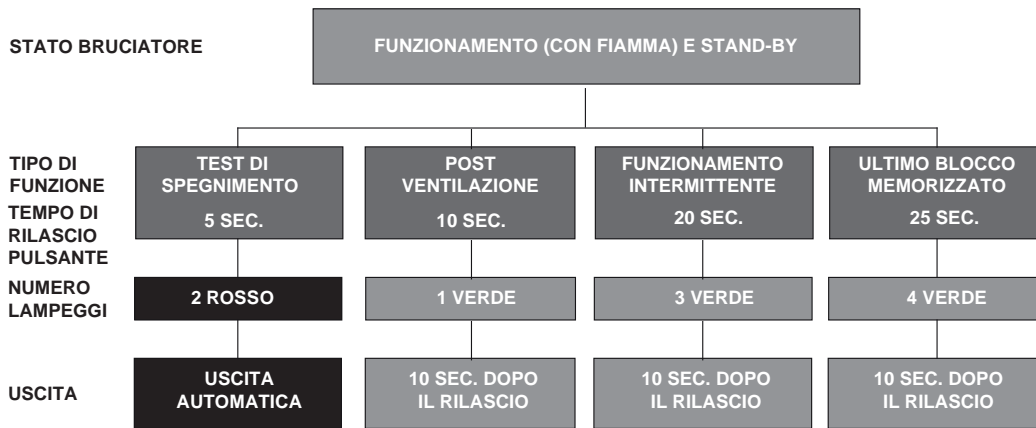 STATO BRUCIATORE
FUNZIONAMENTO (CON FIAMMA) E STAND-BY
TIPO DI
FUNZIONE
TEMPO DI
RILASCIO
PULSANTE
TEST DI
SPEGNIMENTO
5 SEC.
POST
VENTILAZIONE
10 SEC.
FUNZIONAMENTO
INTERMITTENTE
20 SEC.
ULTIMO BLOCCO
MEMORIZZATO
25 SEC.
NUMERO
LAMPEGGI
2 ROSSO
1 VERDE
3 VERDE
4 VERDE
USCITA
USCITA
AUTOMATICA
10 SEC. DOPO
IL RILASCIO
10 SEC. DOPO
IL RILASCIO
10 SEC. DOPO
IL RILASCIO